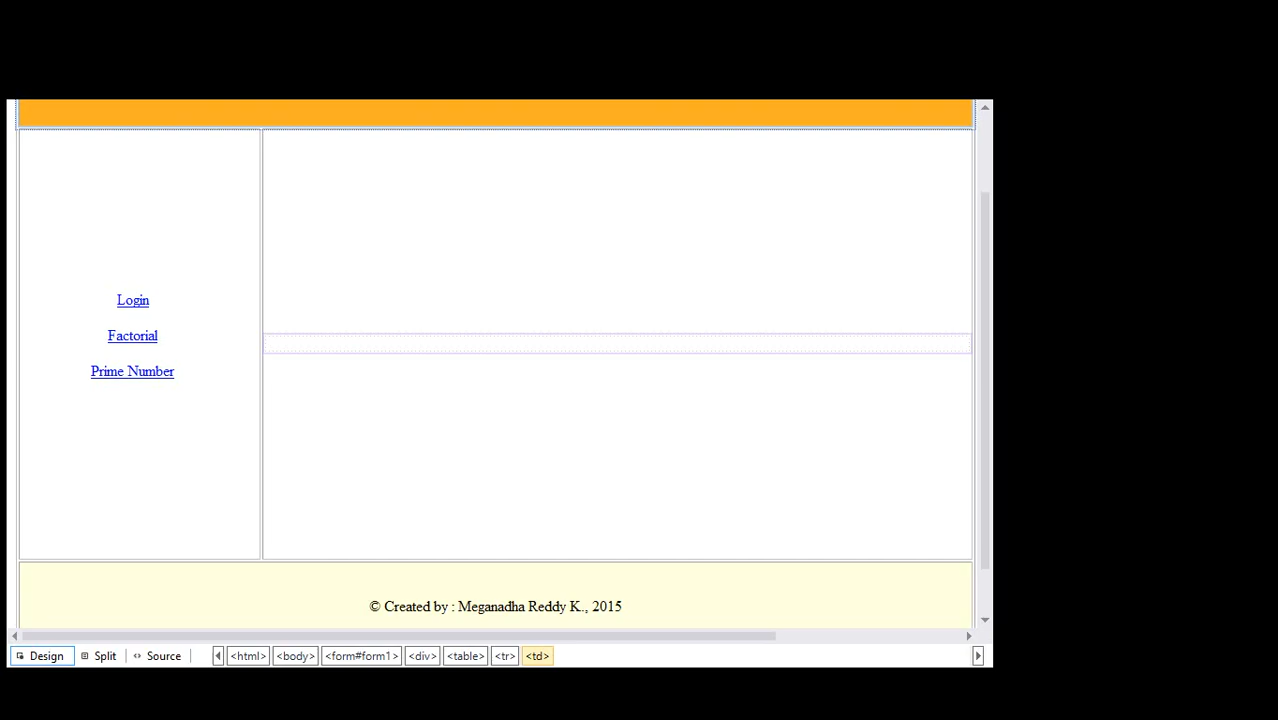 Login
Factorial
Prime Number
© Created by : Meganadha Reddy K., 2015
Design Split Source <html> <body> <form#form1> <div> <table> <tr> <td>